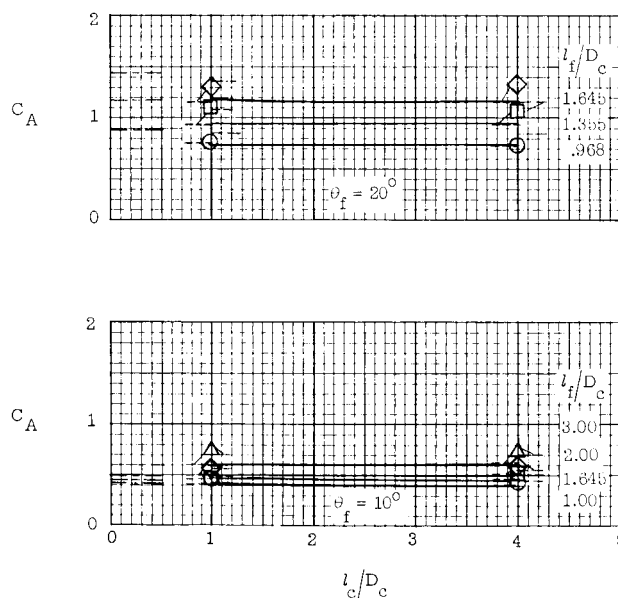 2
l_f/D_c
1.645
C_A
1
1.355
.968
θ_f = 20°
0
2
l_f/D_c
C_A
1
3.00
2.00
1.645
θ_f = 10°
1.00
0
0 1 2 3 4 5
l_c/D_c